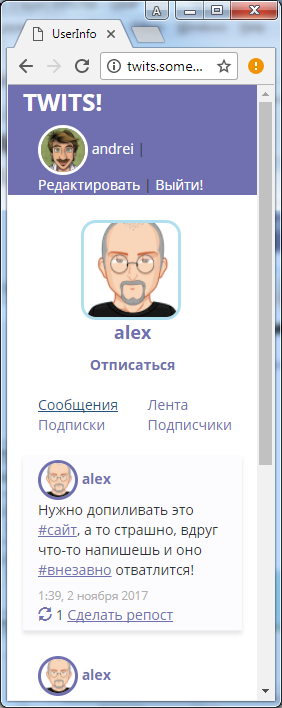 A
UserInfo
twits.some...
TWITS!
andrei |
Редактировать | Выйти!
alex
Отписаться
Сообщения Лента
Подписки Подписчики
alex
Нужно допиливать это
#сайт, а то страшно, вдруг
что-то напишешь и оно
#внезавно отватлится!
1:39, 2 ноября 2017
1 Сделать репост
alex